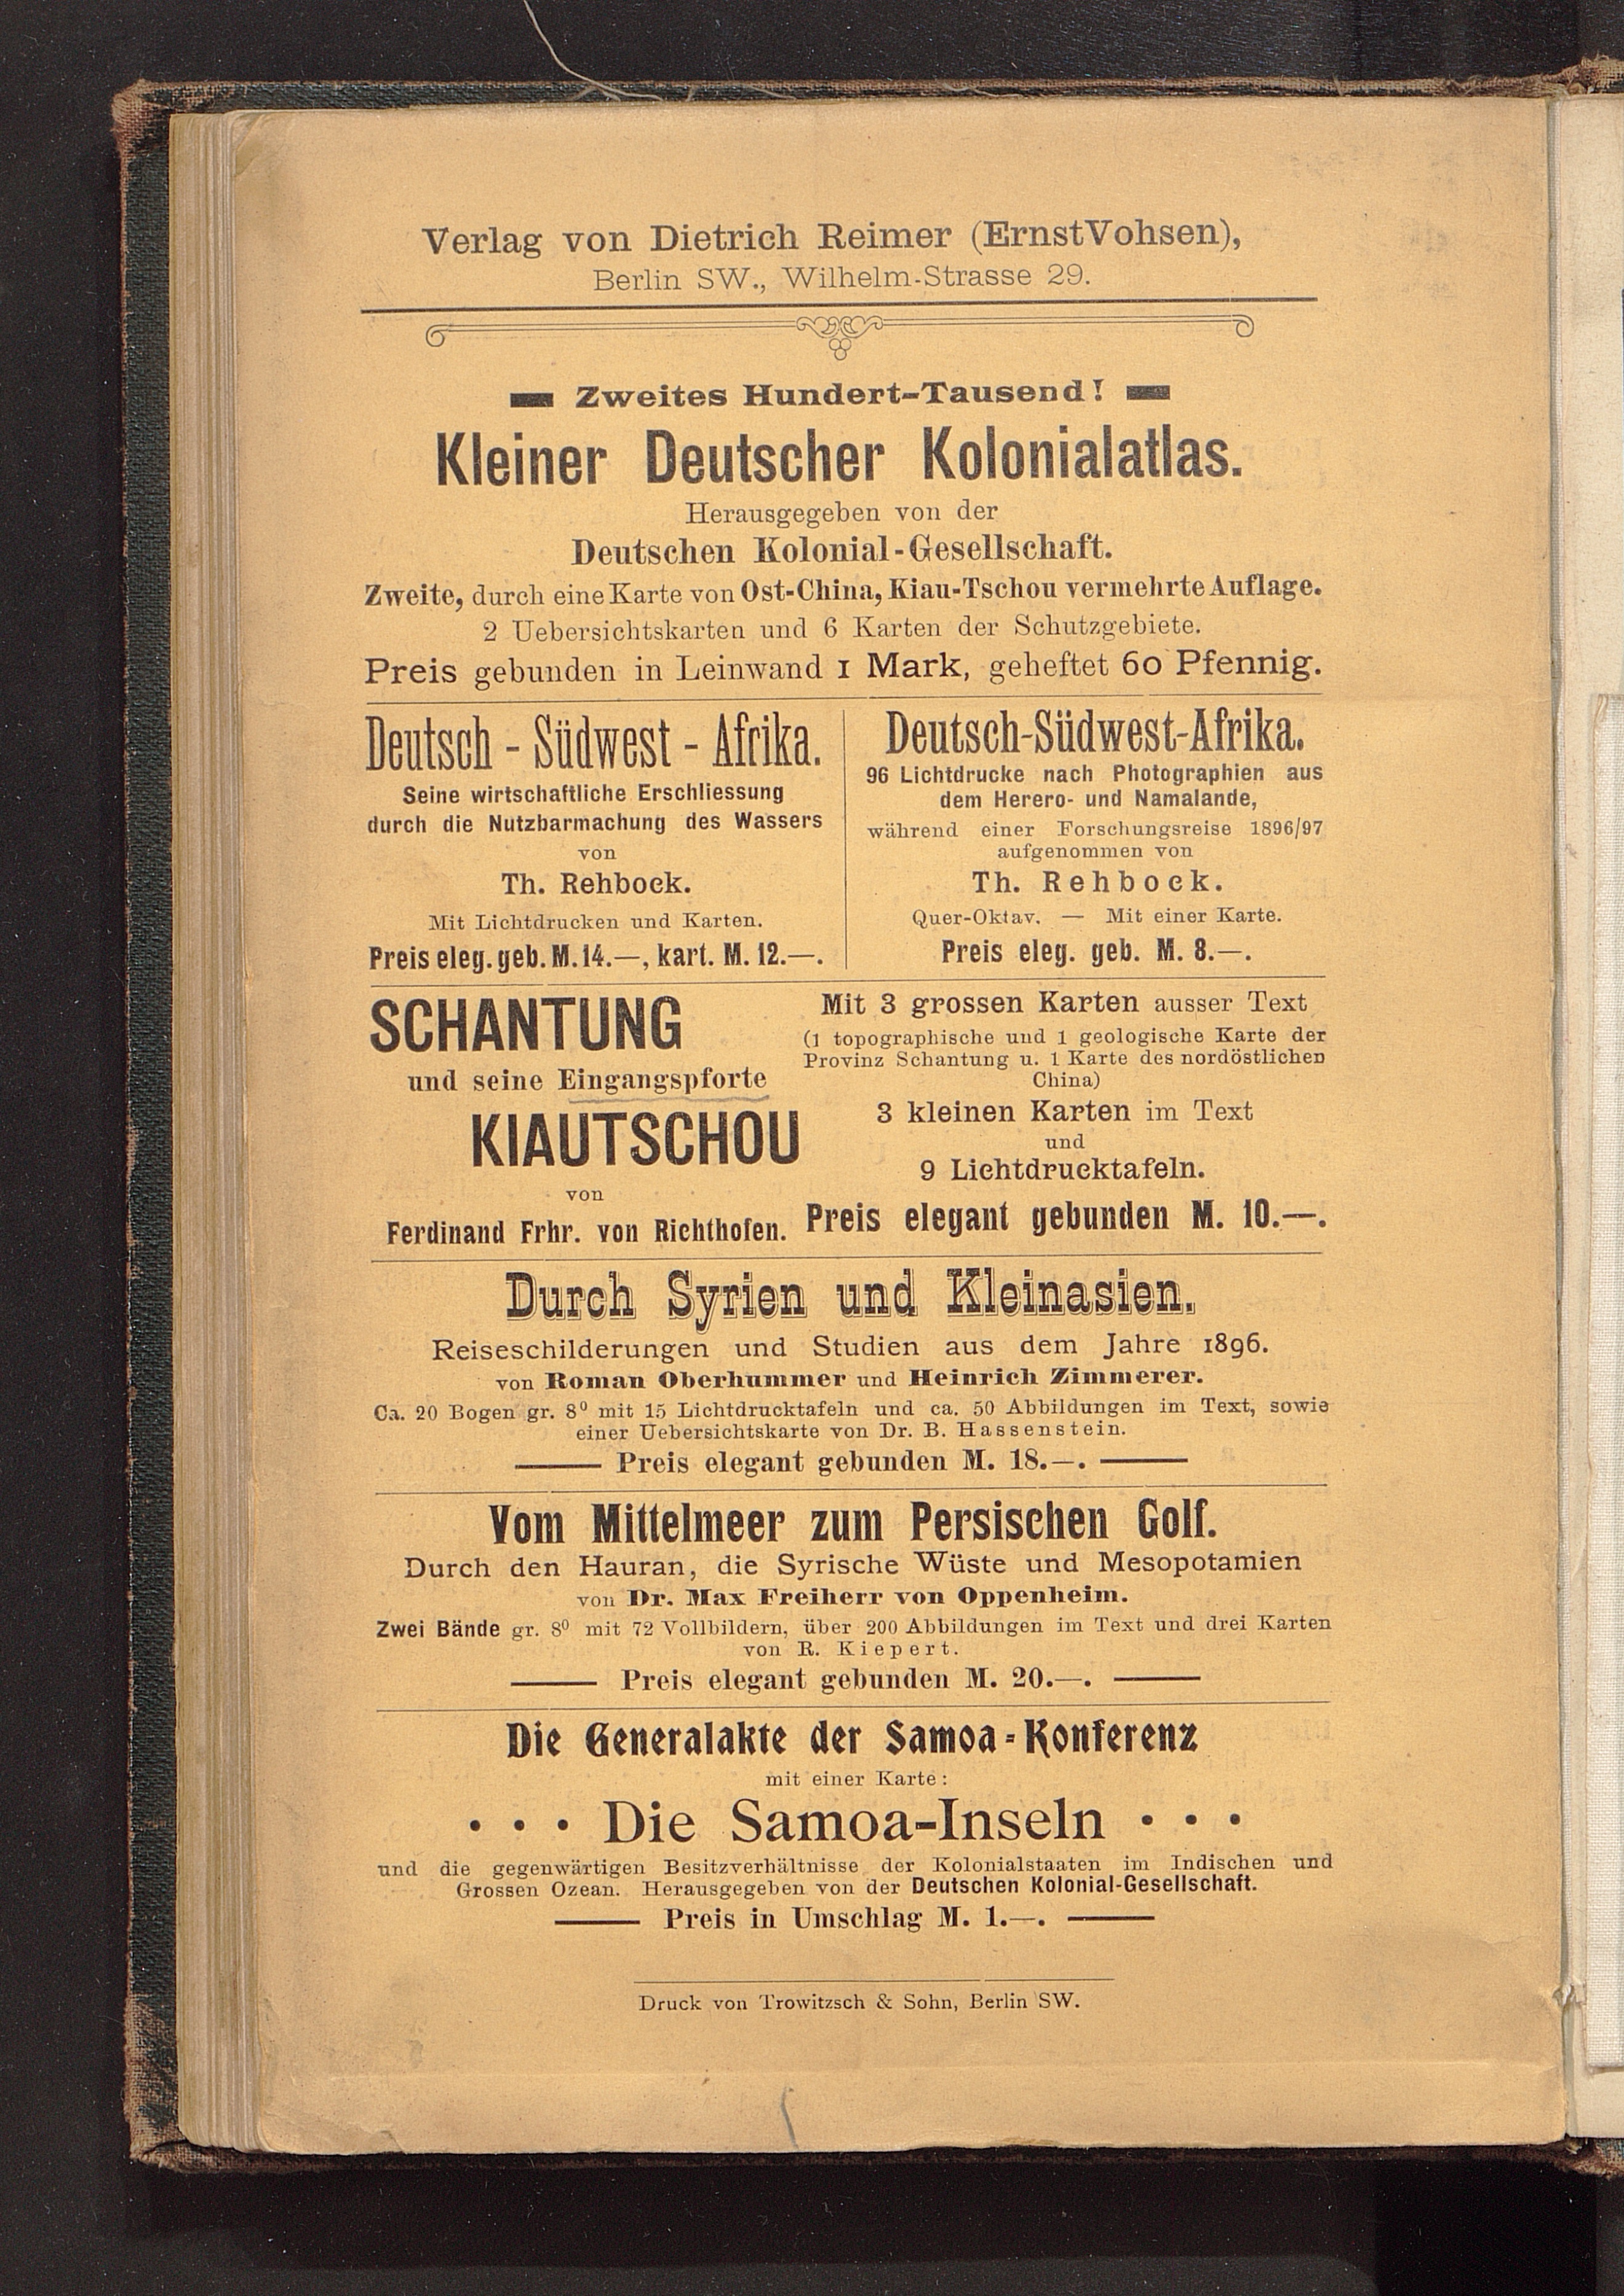 Verlag von Dietrich Reimer (Ernst Vohsen),
Berlin SW., Wilhelm-Strasse 29.
Zweites Hundert-Tausend!
Kleiner Deutscher Kolonialatlas.
Herausgegeben von der
Deutschen Kolonial-Gesellschaft.
Zweite, durch eine Karte von Ost-China, Kiau-Tschou vermehrte Auflage.
2 Uebersichtskarten und 6 Karten der Schutzgebiete.
Preis gebunden in Leinwand 1 Mark, geheftet 60 Pfennig.
Deutsch - Südwest - Afrika.
Seine wirtschaftliche Erschliessung
durch die Nutzbarmachung des Wassers
von
Th. Rehbock.
Mit Lichtdrucken und Karten.
Preis eleg. geb. M. 14.—, kart. M. 12.—.
Deutsch-Südwest-Afrika.
96 Lichtdrucke nach Photographien aus
dem Herero- und Namalande,
während einer Forschungsreise 1896/97
aufgenommen von
Th. Rehbock.
Quer-Oktav. — Mit einer Karte.
Preis eleg. geb. M. 8.—.
SCHANTUNG
und seine Eingangspforte
KIAUTSCHOU
von
Ferdinand Frhr. von Richthofen.
Mit 3 grossen Karten ausser Text
(1 topographische und 1 geologische Karte der
Provinz Schantung u. 1 Karte des nordöstlichen
China)
3 kleinen Karten im Text
und
9 Lichtdrucktafeln.
Preis elegant gebunden M. 10.—.
Durch Syrien und Kleinasien.
Reiseschilderungen und Studien aus dem Jahre 1896.
von Roman Oberhummer und Heinrich Zimmerer.
Ca. 20 Bogen gr. 8⁰ mit 15 Lichtdrucktafeln und ca. 50 Abbildungen im Text, sowie
einer Uebersichtskarte von Dr. B. Hassenstein.
Preis elegant gebunden M. 18.—.
Vom Mittelmeer zum Persischen Golf.
Durch den Hauran, die Syrische Wüste und Mesopotamien
von Dr. Max Freiherr von Oppenheim.
Zwei Bände gr. 8⁰ mit 72 Vollbildern, über 200 Abbildungen im Text und drei Karten
von R. Kiepert.
Preis elegant gebunden M. 20.—.
Die Generalakte der Samoa-Konferenz
mit einer Karte:
• • • Die Samoa-Inseln • • •
und die gegenwärtigen Besitzverhältnisse der Kolonialstaaten im Indischen und
Grossen Ozean. Herausgegeben von der Deutschen Kolonial-Gesellschaft.
Preis in Umschlag M. 1.—.
Druck von Trowitzsch & Sohn, Berlin SW.